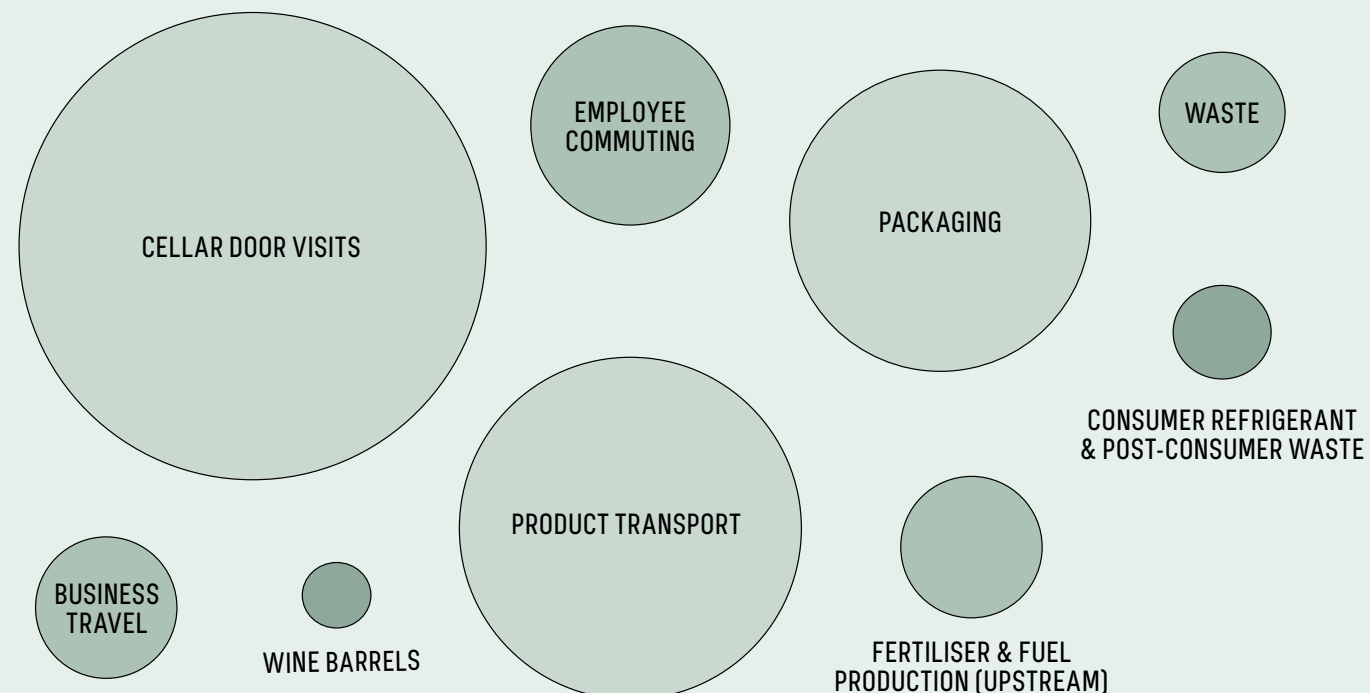 CELLAR DOOR VISITS
EMPLOYEE
COMMUTING
PACKAGING
WASTE
CONSUMER REFRIGERANT
& POST-CONSUMER WASTE
PRODUCT TRANSPORT
BUSINESS
TRAVEL
WINE BARRELS
FERTILISER & FUEL
PRODUCTION (UPSTREAM)